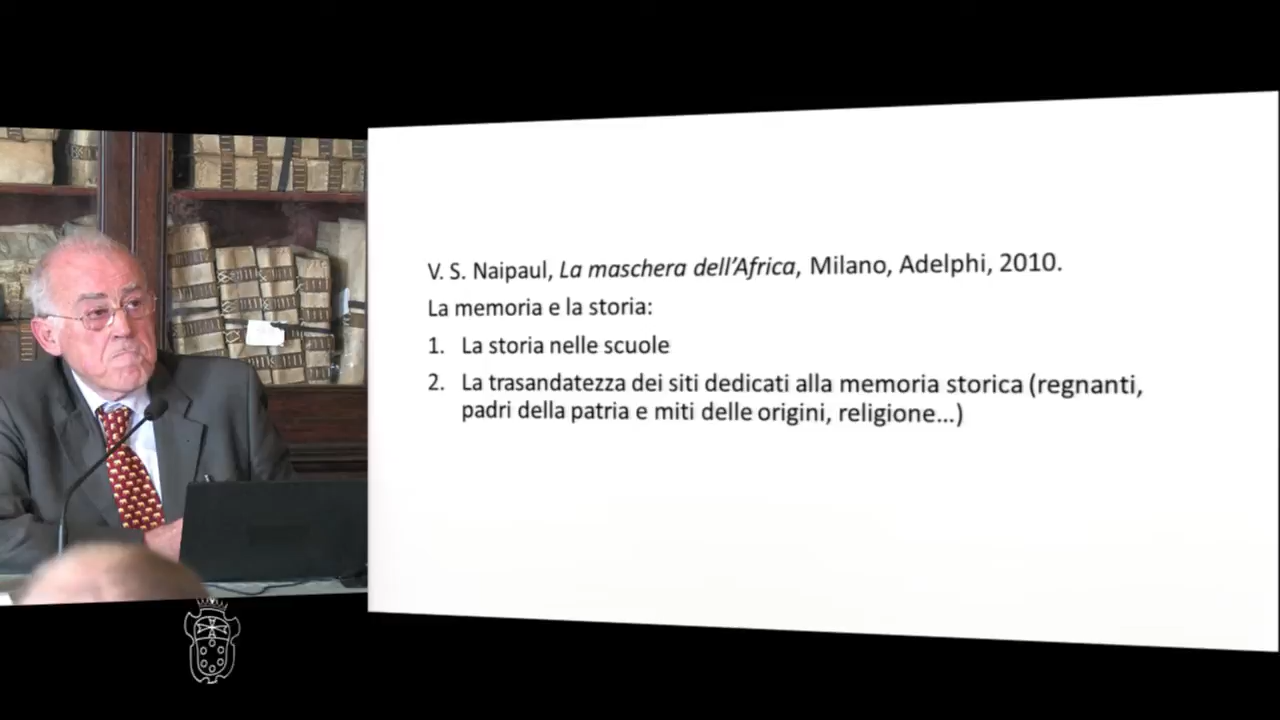 V. S. Naipaul, La maschera dell'Africa, Milano, Adelphi, 2010.
La memoria e la storia:
1. La storia nelle scuole
2. La trasandatezza dei siti dedicati alla memoria storica (regnanti,
padri della patria e miti delle origini, religione...)